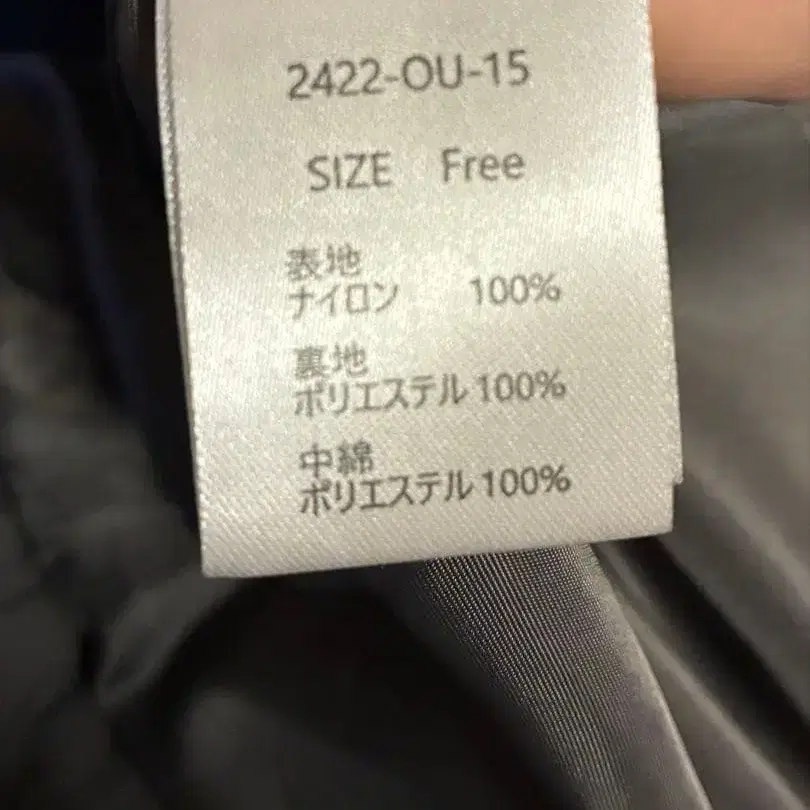 2422-OU-15
SIZE Free
表地
ナイロン 100%
裏地
ポリエステル 100%
中綿
ポリエステル 100%